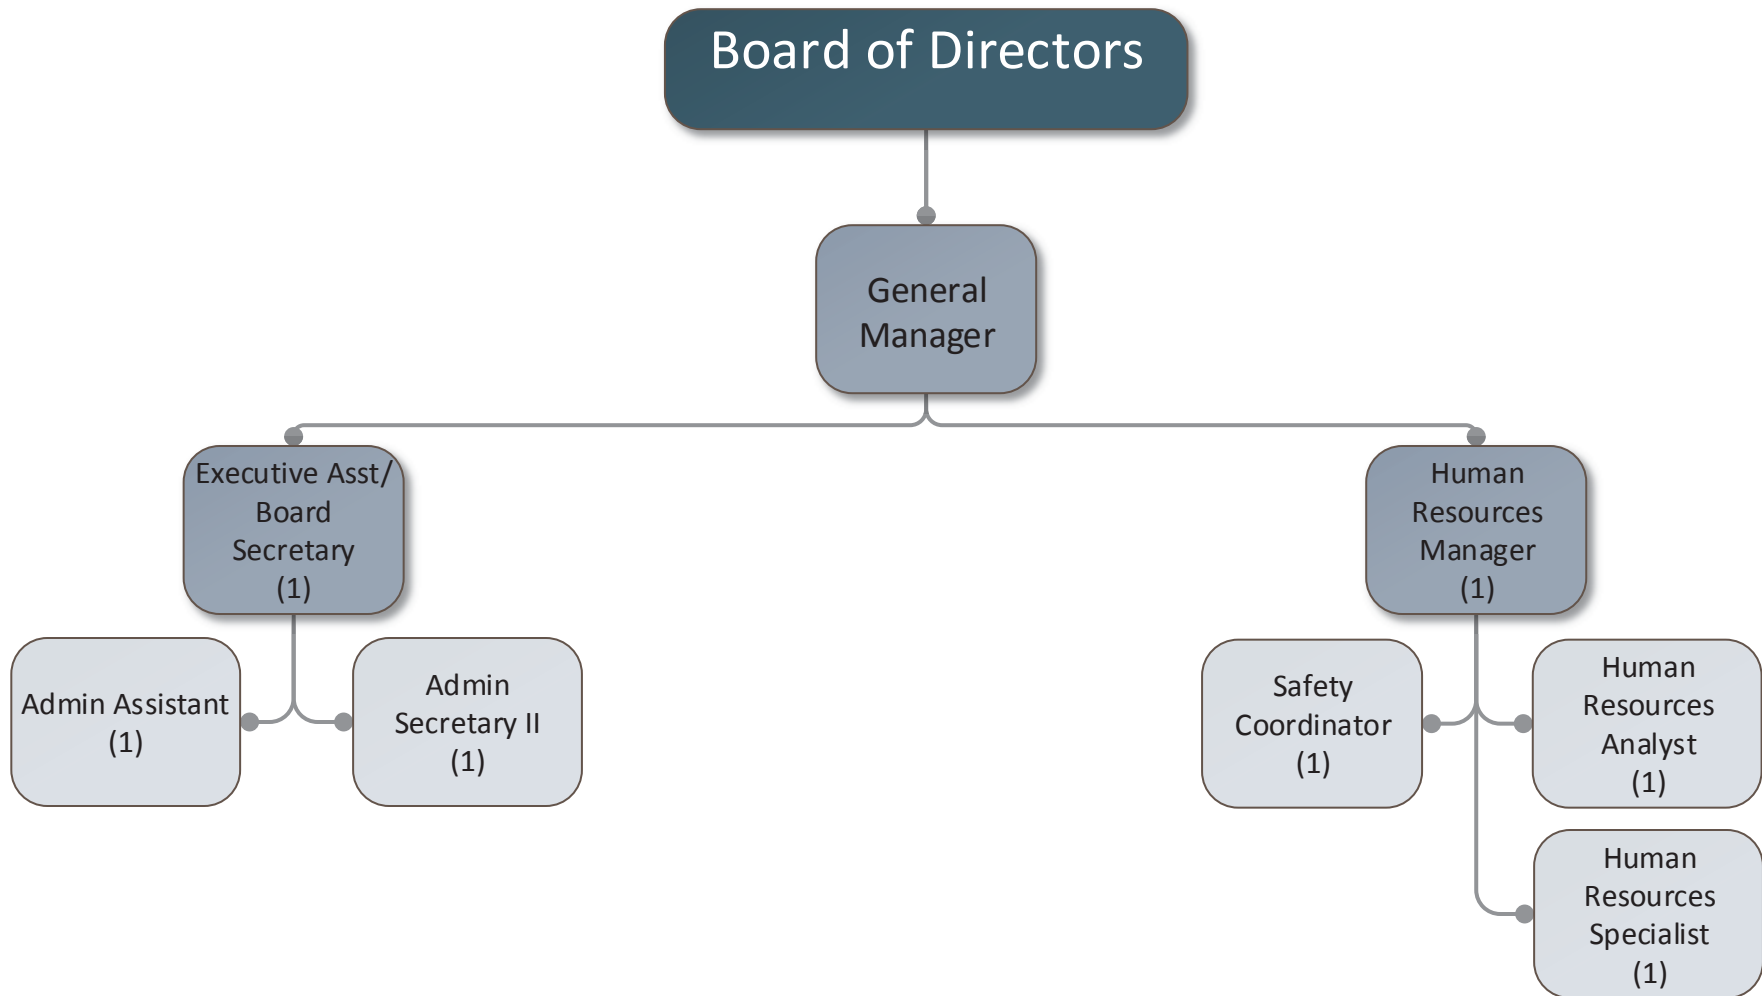 Board of Directors
General
Manager
Executive Asst/
Board
Secretary
(1)
Human
Resources
Manager
(1)
Admin Assistant
(1)
Admin
Secretary II
(1)
Safety
Coordinator
(1)
Human
Resources
Analyst
(1)
Human
Resources
Specialist
(1)